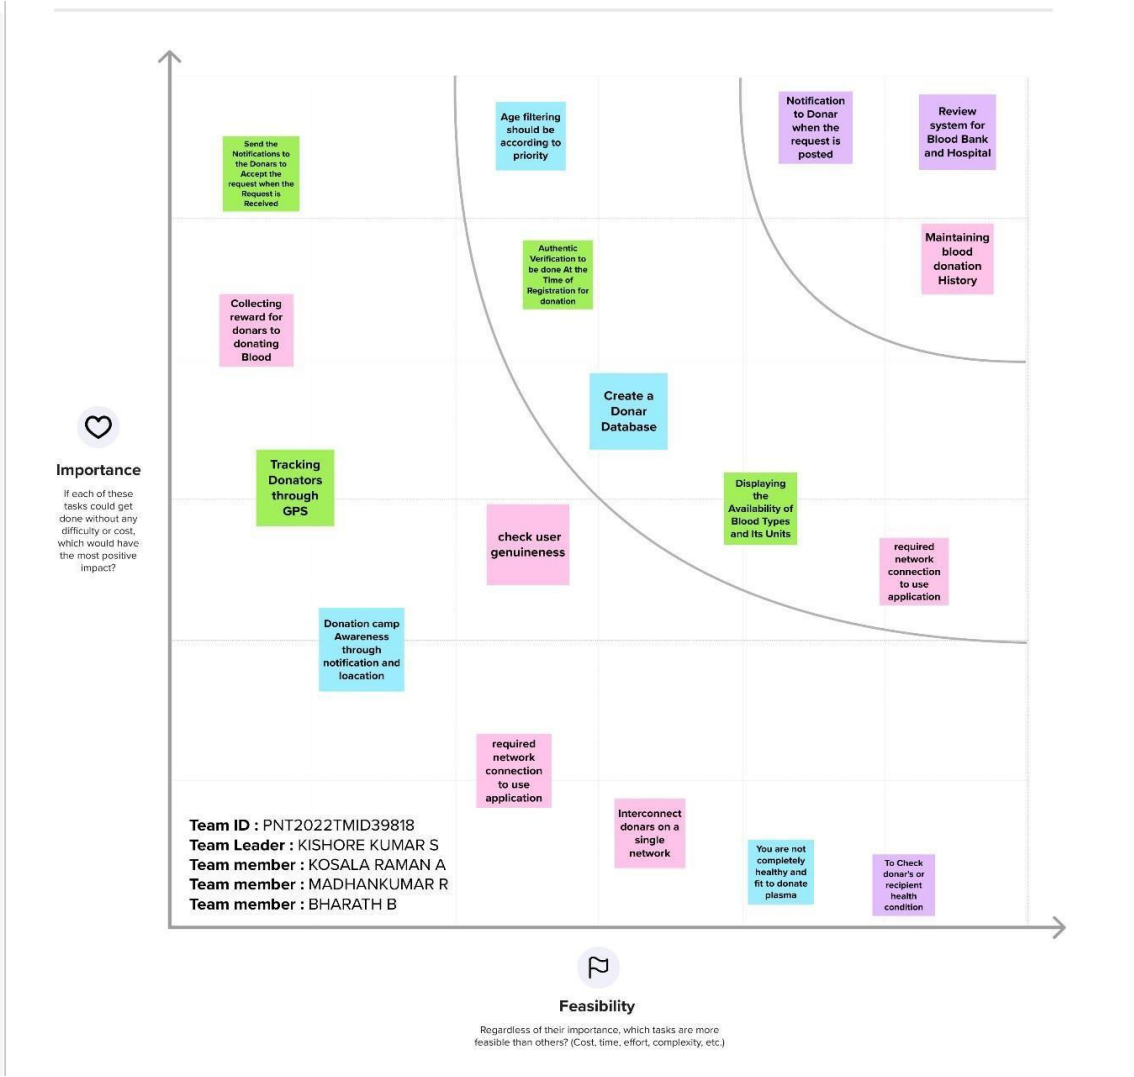 Age filtering
should be
according to
priority
Notification
to Donar
when the
request is
posted
Review
system for
Blood Bank
and Hospital
Send the
Notifications to
the Donars to
Accept the
request when the
Request is
Received
Authentic
Verification to
be done At the
Time of
Registration for
donation
Maintaining
blood
donation
History
Collecting
reward for
donars to
donating
Blood
Create a
Donar
Database
Importance
If each of these
tasks could get
done without any
difficulty or cost,
which would have
the most positive
impact?
Tracking
Donators
through
GPS
Displaying
the
Availability of
Blood Types
and Its Units
check user
genuineness
required
network
connection
to use
application
Donation camp
Awareness
through
notification and
loacation
required
network
connection
to use
application
Interconnect
donars on a
single
network
You are not
completely
healthy and
fit to donate
plasma
To Check
donar's or
recipient
health
condition
Team ID : PNT2022TMID39818
Team Leader : KISHORE KUMAR S
Team member : KOSALA RAMAN A
Team member : MADHANKUMAR R
Team member : BHARATH B
Feasibility
Regardless of their importance, which tasks are more
feasible than others? (Cost, time, effort, complexity, etc.)